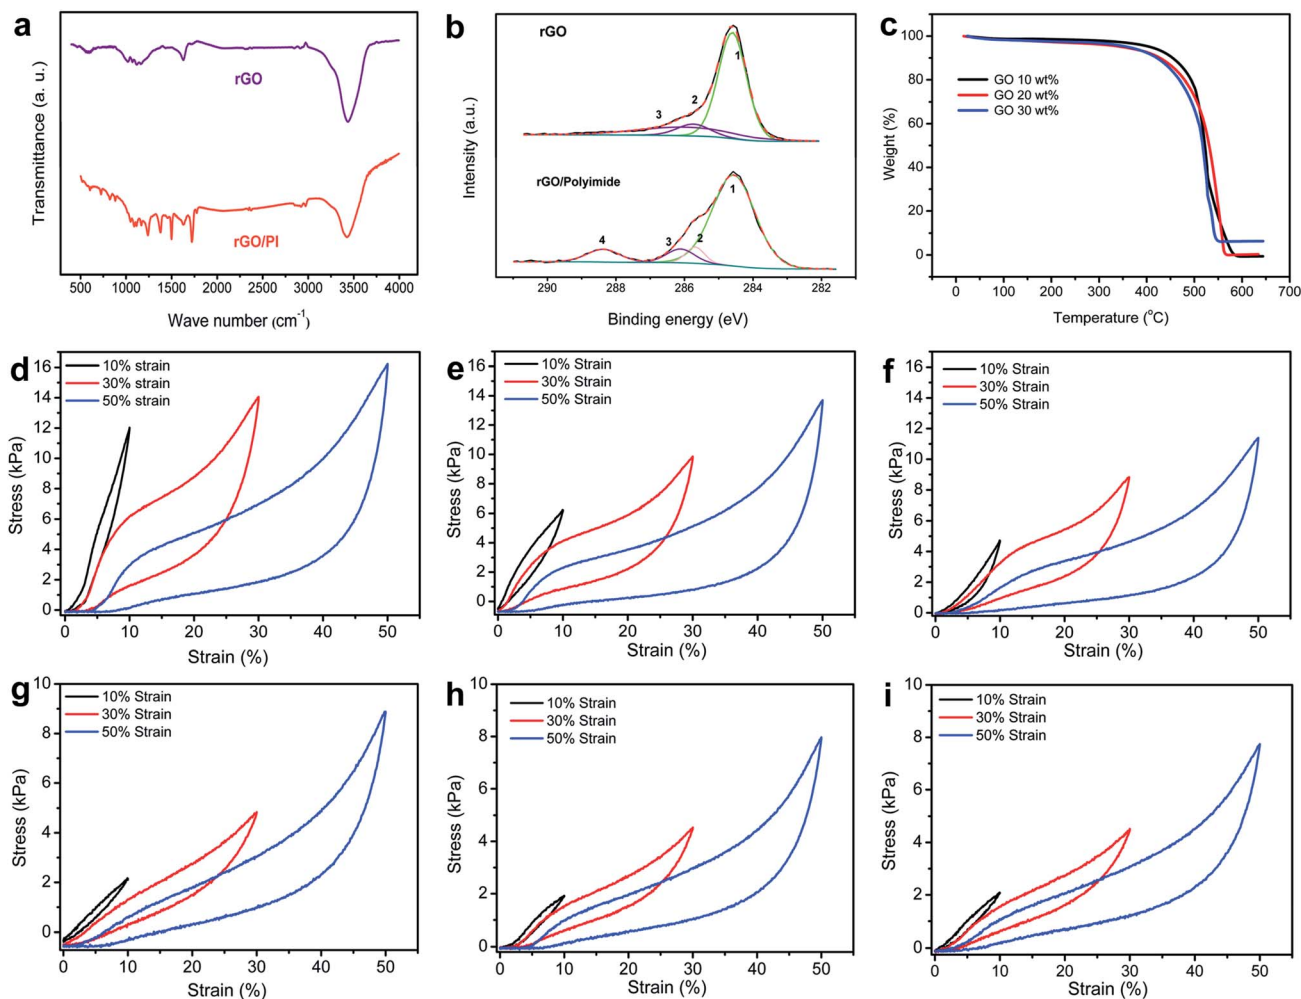 a
rGO
rGO/PI
Transmittance (a. u.)
500 1000 1500 2000 2500 3000 3500 4000
Wave number (cm⁻¹)
b
rGO
1
2
3
rGO/Polyimide
1
2
3
4
Intensity (a.u.)
290 288 286 284 282
Binding energy (eV)
c
GO 10 wt%
GO 20 wt%
GO 30 wt%
Weight (%)
100
80
60
40
20
0
0 100 200 300 400 500 600 700
Temperature (°C)
d
10% strain
30% strain
50% strain
Stress (kPa)
16
14
12
10
8
6
4
2
0
0 10 20 30 40 50
Strain (%)
e
10% Strain
30% Strain
50% Strain
Stress (kPa)
16
14
12
10
8
6
4
2
0
0 10 20 30 40 50
Strain (%)
f
10% Strain
30% Strain
50% Strain
Stress (kPa)
16
14
12
10
8
6
4
2
0
0 10 20 30 40 50
Strain (%)
g
10% Strain
30% Strain
50% Strain
Stress (kPa)
10
8
6
4
2
0
0 10 20 30 40 50
Strain (%)
h
10% Strain
30% Strain
50% Strain
Stress (kPa)
10
8
6
4
2
0
0 10 20 30 40 50
Strain (%)
i
10% Strain
30% Strain
50% Strain
Stress (kPa)
10
8
6
4
2
0
0 10 20 30 40 50
Strain (%)